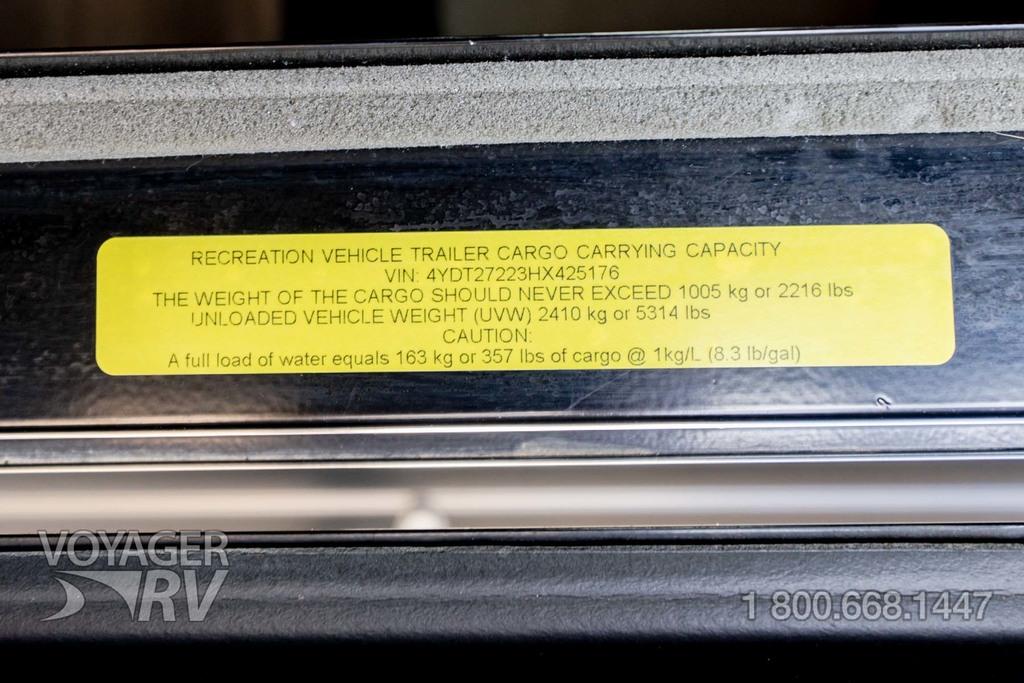 RECREATION VEHICLE TRAILER CARGO CARRYING CAPACITY
VIN: 4YDT27223HX425176
THE WEIGHT OF THE CARGO SHOULD NEVER EXCEED 1005 kg or 2216 lbs
UNLOADED VEHICLE WEIGHT (UVW) 2410 kg or 5314 lbs
CAUTION:
A full load of water equals 163 kg or 357 lbs of cargo @ 1kg/L (8.3 lb/gal)
VOYAGER
RV
1 800.668.1447